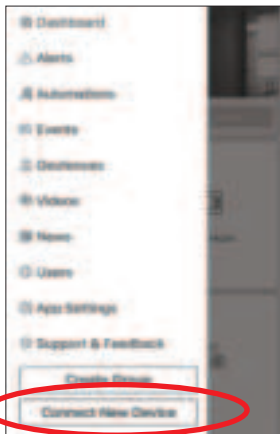 Dashboard
Alerts
Automations
Events
Geofences
Videos
News
Users
App Settings
Support & Feedback
Create Group
Connect New Device